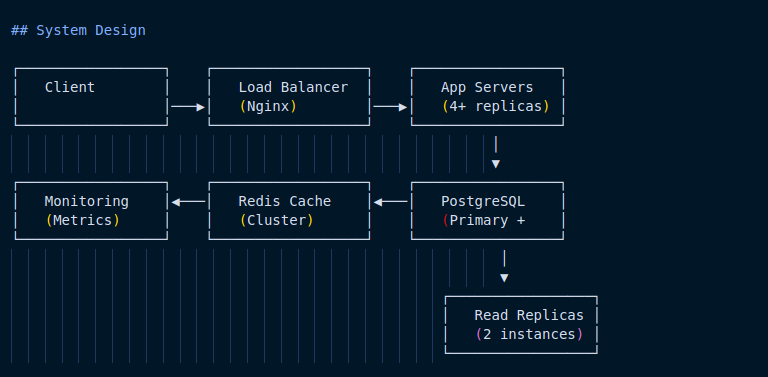 ## System Design
Client Load Balancer App Servers
(Nginx) (4+ replicas)
Monitoring Redis Cache PostgreSQL
(Metrics) (Cluster) (Primary +
Read Replicas
(2 instances)